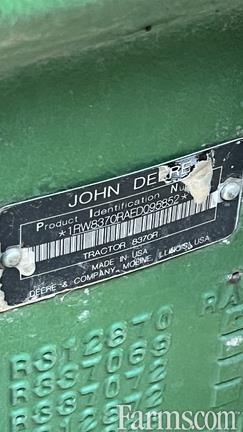 JOHN DEERE
Product Identification Nu
*1RW8370RAED095852*
TRACTOR 8370R
MADE IN USA
DEERE & COMPANY MOLINE, ILLINOIS, USA
RS12870 RA
RS37069
RS37072
Farms.com